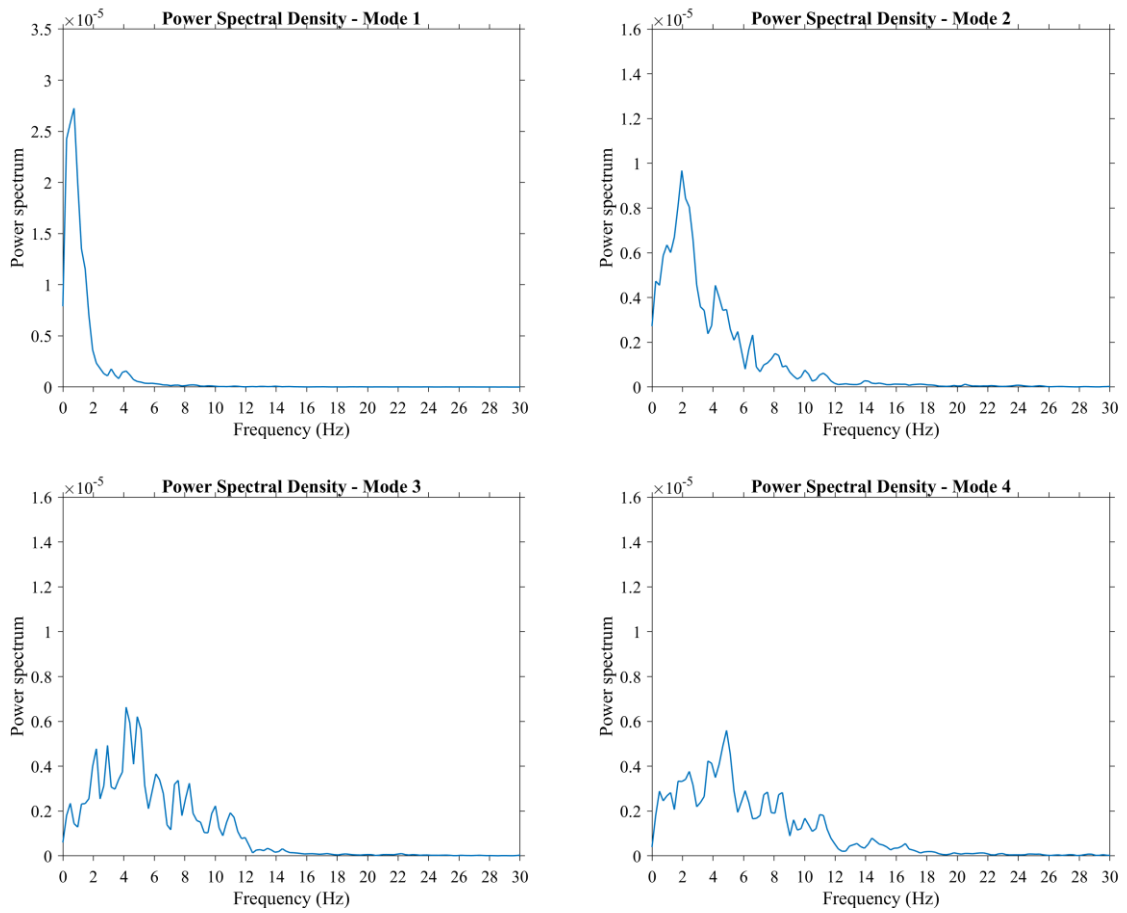 ×10-5
Power Spectral Density - Mode 1
3.5
3
2.5
2
1.5
1
0.5
0
Power spectrum
0 2 4 6 8 10 12 14 16 18 20 22 24 26 28 30
Frequency (Hz)
×10-5
Power Spectral Density - Mode 2
1.6
1.4
1.2
1
0.8
0.6
0.4
0.2
0
Power spectrum
0 2 4 6 8 10 12 14 16 18 20 22 24 26 28 30
Frequency (Hz)
×10-5
Power Spectral Density - Mode 3
1.6
1.4
1.2
1
0.8
0.6
0.4
0.2
0
Power spectrum
0 2 4 6 8 10 12 14 16 18 20 22 24 26 28 30
Frequency (Hz)
×10-5
Power Spectral Density - Mode 4
1.6
1.4
1.2
1
0.8
0.6
0.4
0.2
0
Power spectrum
0 2 4 6 8 10 12 14 16 18 20 22 24 26 28 30
Frequency (Hz)